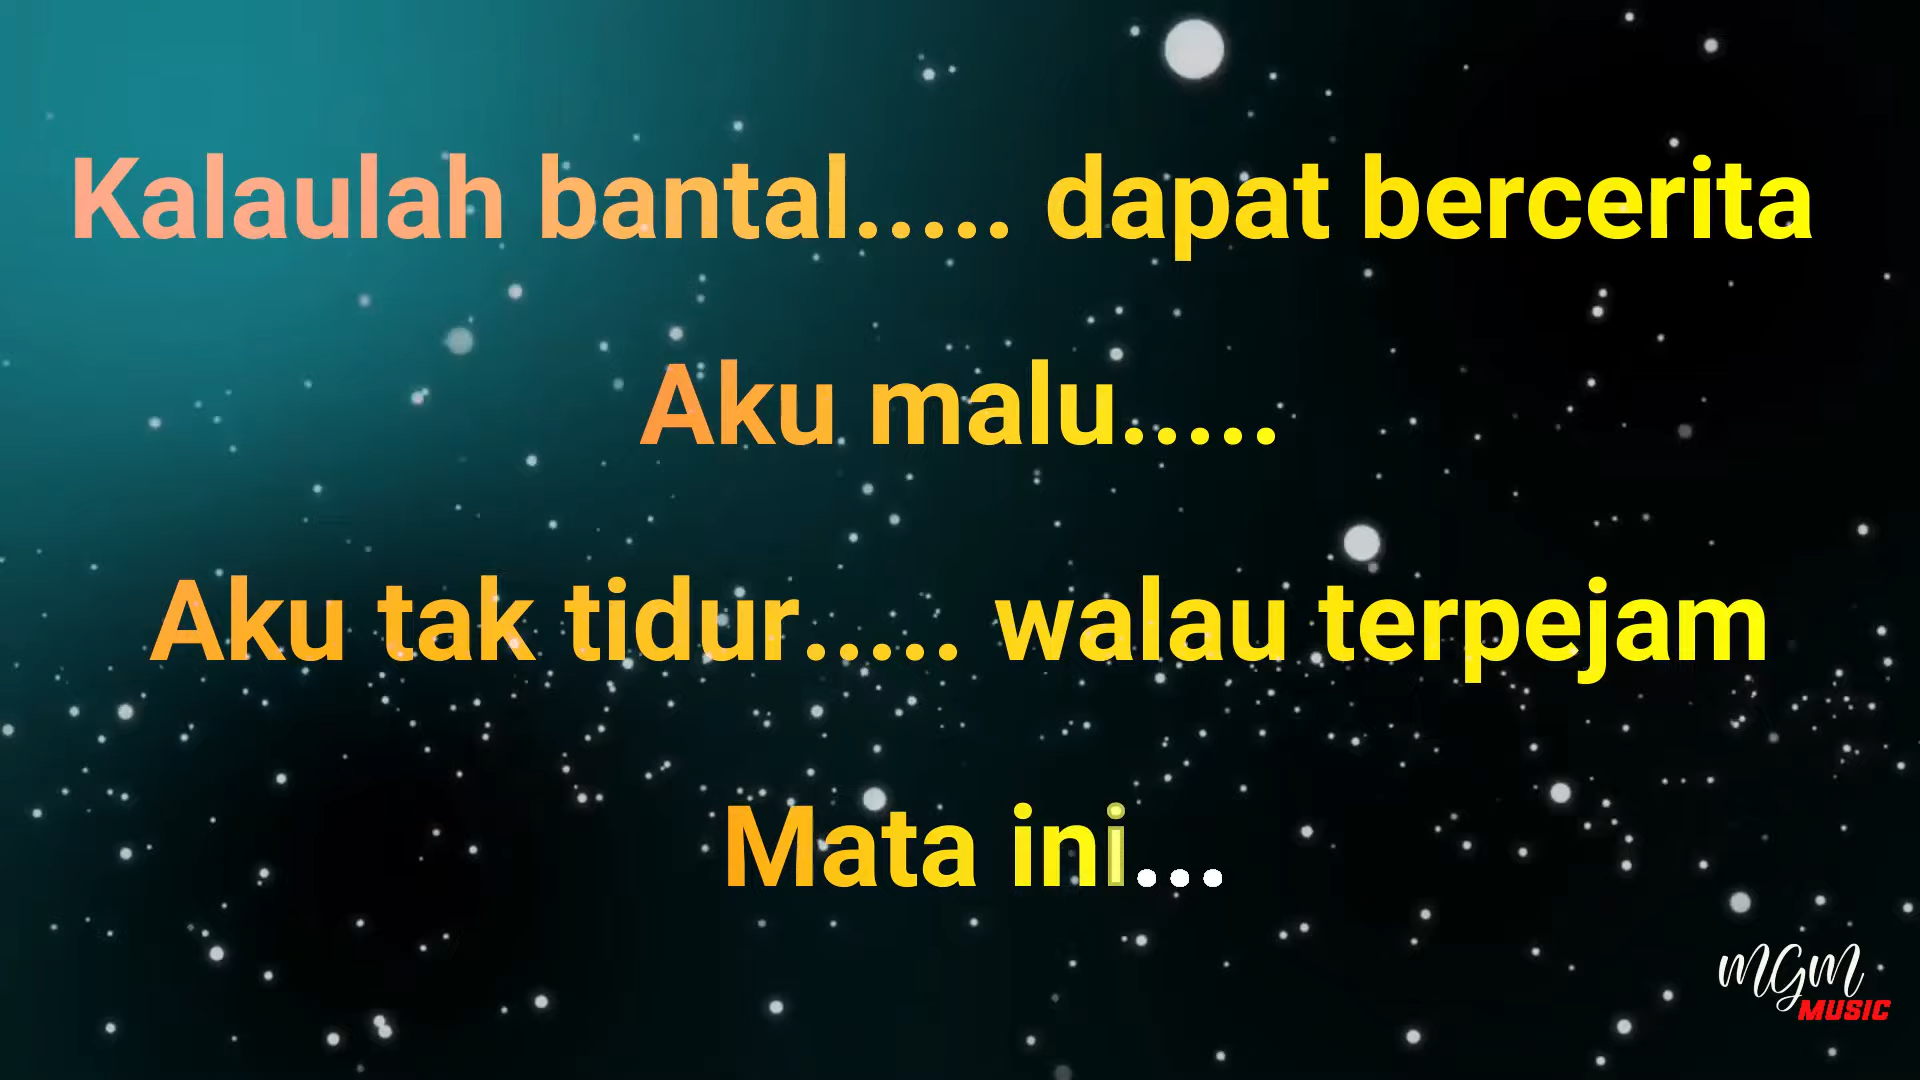 Kalaulah bantal..... dapat bercerita
Aku malu.....
Aku tak tidur..... walau terpejam
Mata ini...
MGM
MUSIC